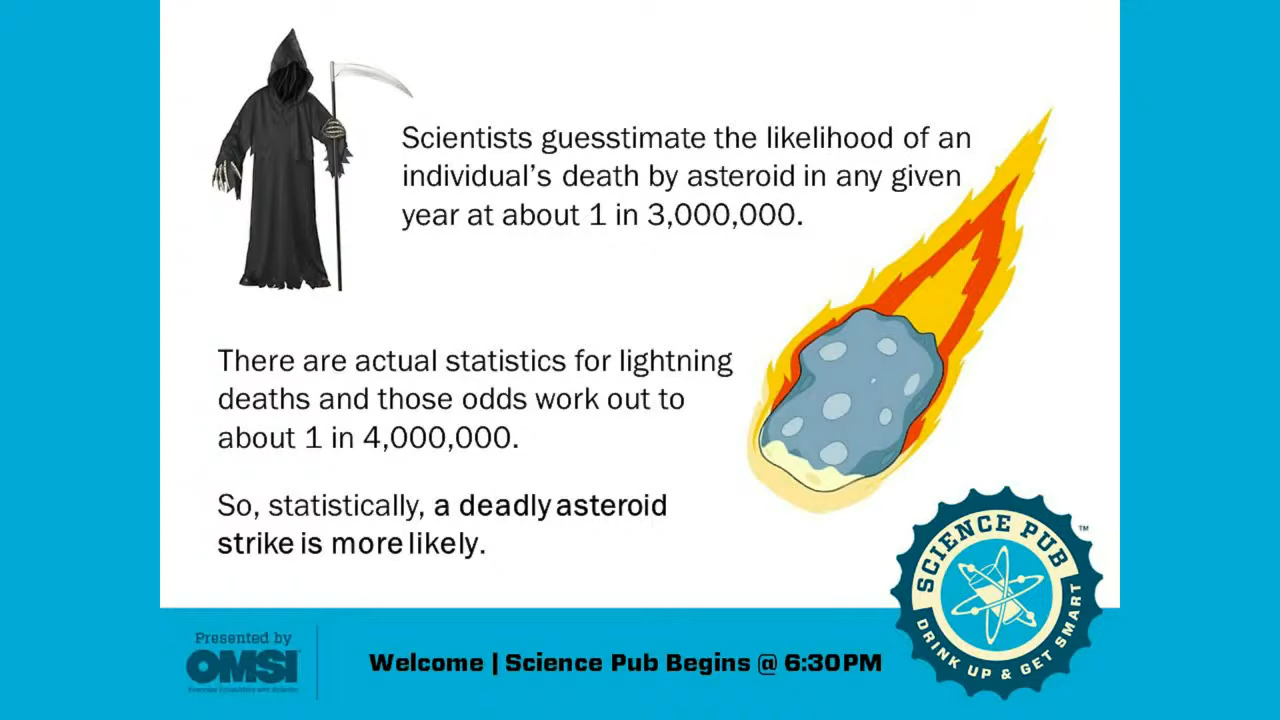 Scientists guesstimate the likelihood of an
individual's death by asteroid in any given
year at about 1 in 3,000,000.
There are actual statistics for lightning
deaths and those odds work out to
about 1 in 4,000,000.
So, statistically, a deadly asteroid
strike is more likely.
SCIENCE PUB ™
DRINK UP & GET SMART
Presented by
OMSI
Welcome | Science Pub Begins @ 6:30PM